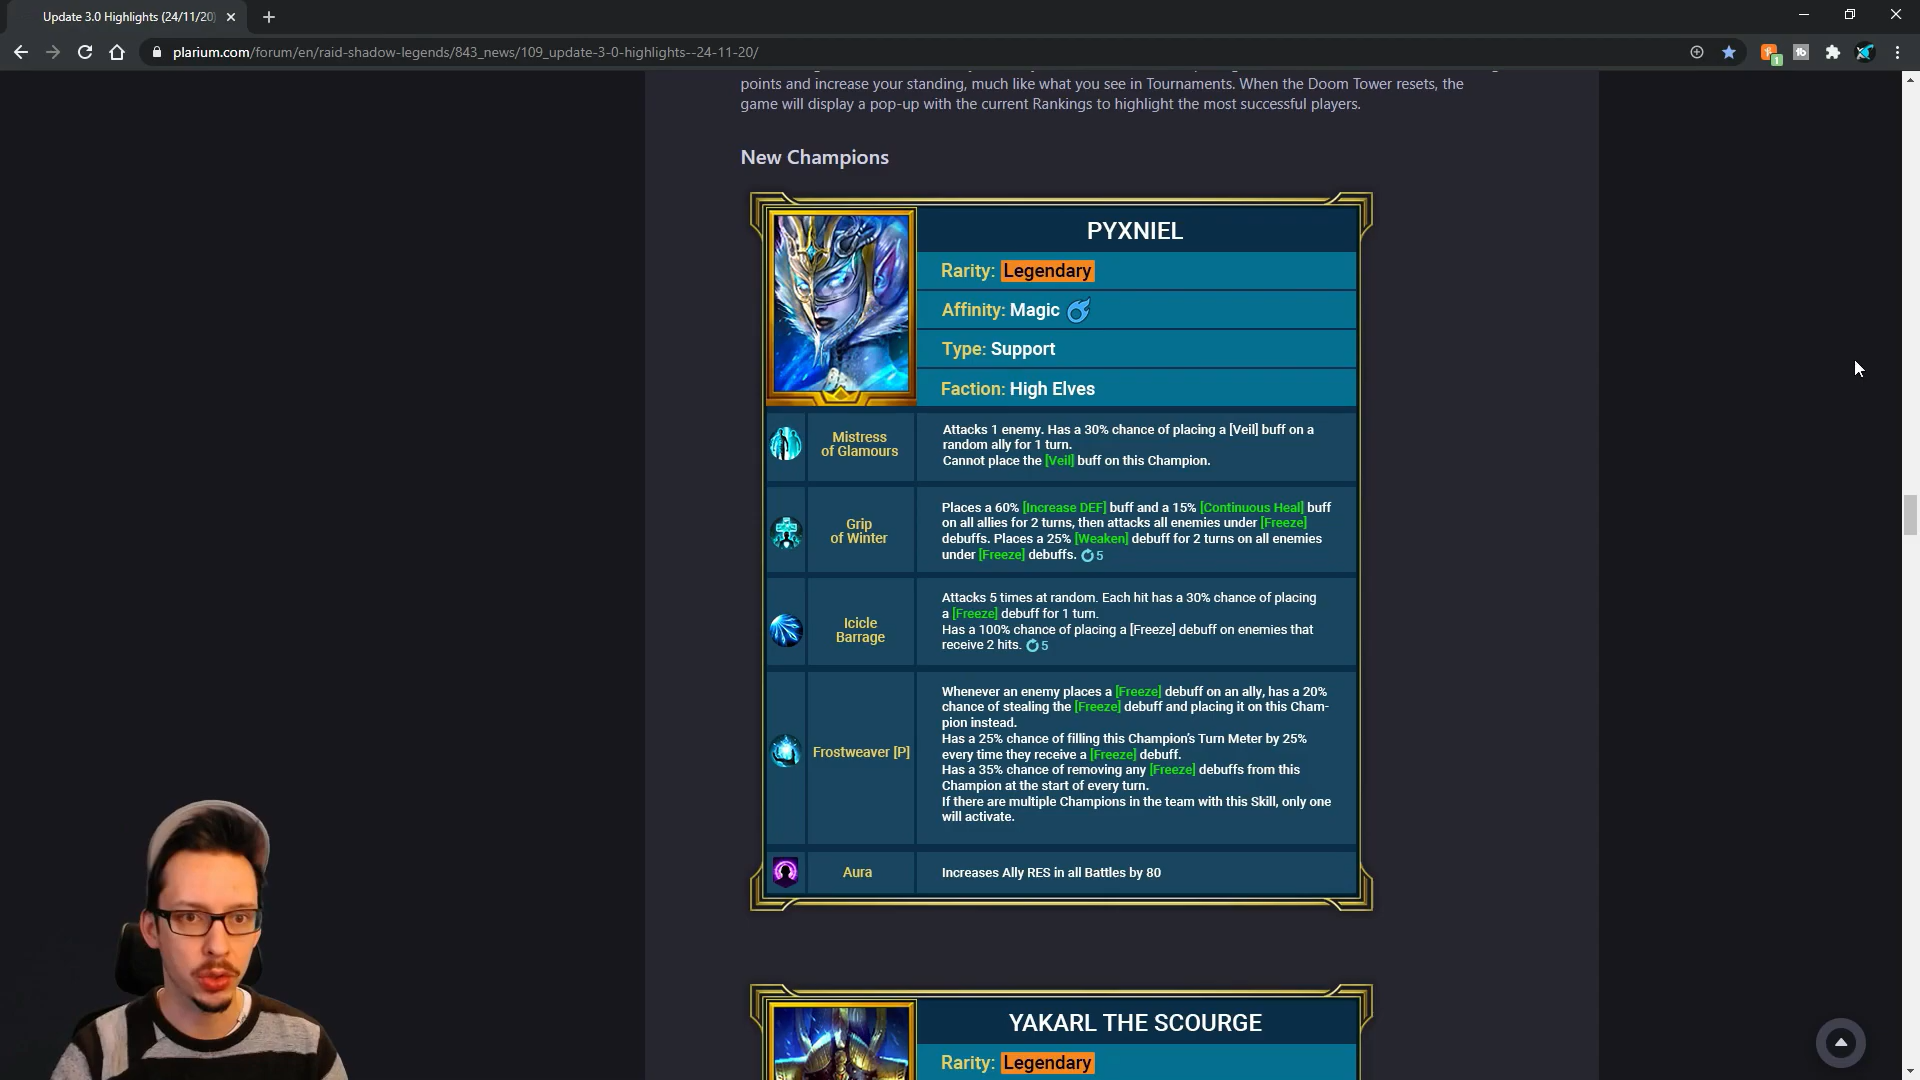 Update 3.0 Highlights (24/11/20)
plarium.com/forum/en/raid-shadow-legends/843_news/109_update-3-0-highlights--24-11-20/
1
points and increase your standing, much like what you see in Tournaments. When the Doom Tower resets, the
game will display a pop-up with the current Rankings to highlight the most successful players.
New Champions
PYXNIEL
Rarity: Legendary
Affinity: Magic
Type: Support
Faction: High Elves
Mistress
of Glamours
Attacks 1 enemy. Has a 30% chance of placing a [Veil] buff on a
random ally for 1 turn.
Cannot place the [Veil] buff on this Champion.
Grip
of Winter
Places a 60% [Increase DEF] buff and a 15% [Continuous Heal] buff
on all allies for 2 turns, then attacks all enemies under [Freeze]
debuffs. Places a 25% [Weaken] debuff for 2 turns on all enemies
under [Freeze] debuffs. 5
Icicle
Barrage
Attacks 5 times at random. Each hit has a 30% chance of placing
a [Freeze] debuff for 1 turn.
Has a 100% chance of placing a [Freeze] debuff on enemies that
receive 2 hits. 5
Frostweaver [P]
Whenever an enemy places a [Freeze] debuff on an ally, has a 20%
chance of stealing the [Freeze] debuff and placing it on this Cham-
pion instead.
Has a 25% chance of filling this Champion's Turn Meter by 25%
every time they receive a [Freeze] debuff.
Has a 35% chance of removing any [Freeze] debuffs from this
Champion at the start of every turn.
If there are multiple Champions in the team with this Skill, only one
will activate.
Aura
Increases Ally RES in all Battles by 80
YAKARL THE SCOURGE
Rarity: Legendary